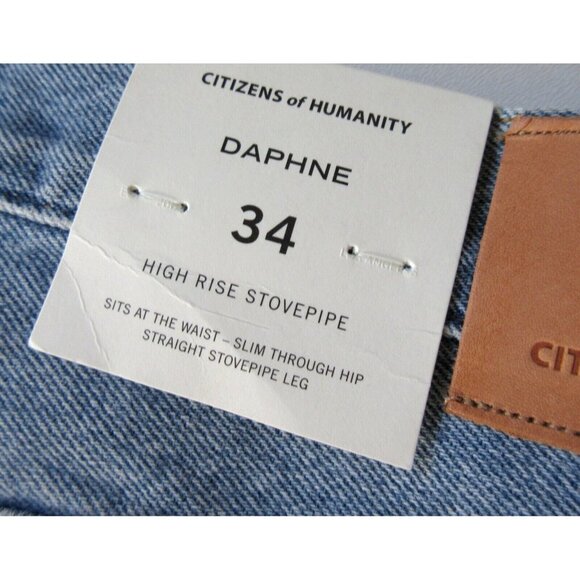 CITIZENS of HUMANITY
DAPHNE
34
HIGH RISE STOVEPIPE
SITS AT THE WAIST – SLIM THROUGH HIP
STRAIGHT STOVEPIPE LEG
CIT